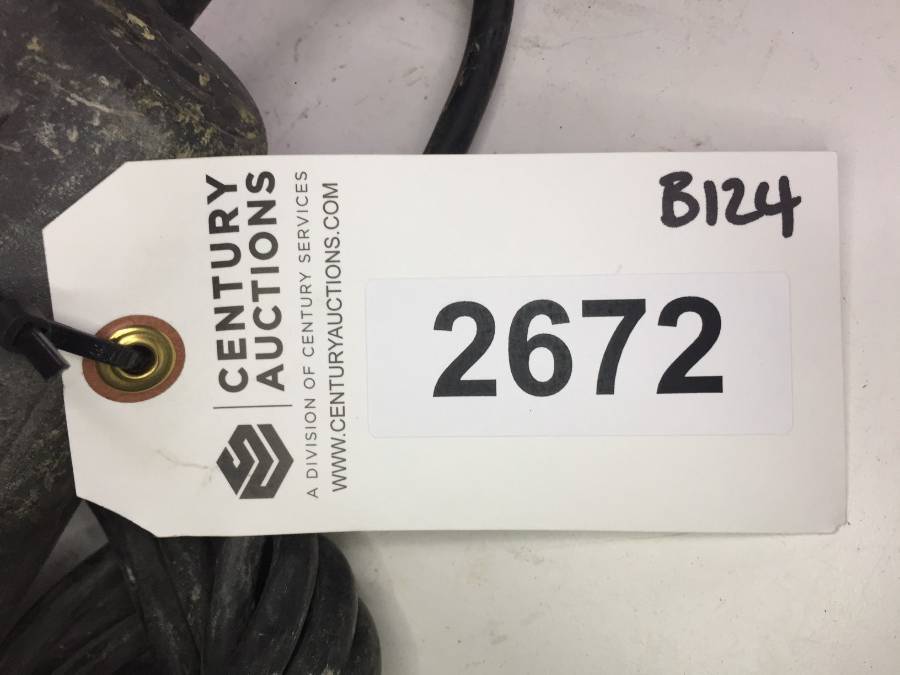 CENTURY
AUCTIONS
A DIVISION OF CENTURY SERVICES
WWW.CENTURYAUCTIONS.COM
B124
2672